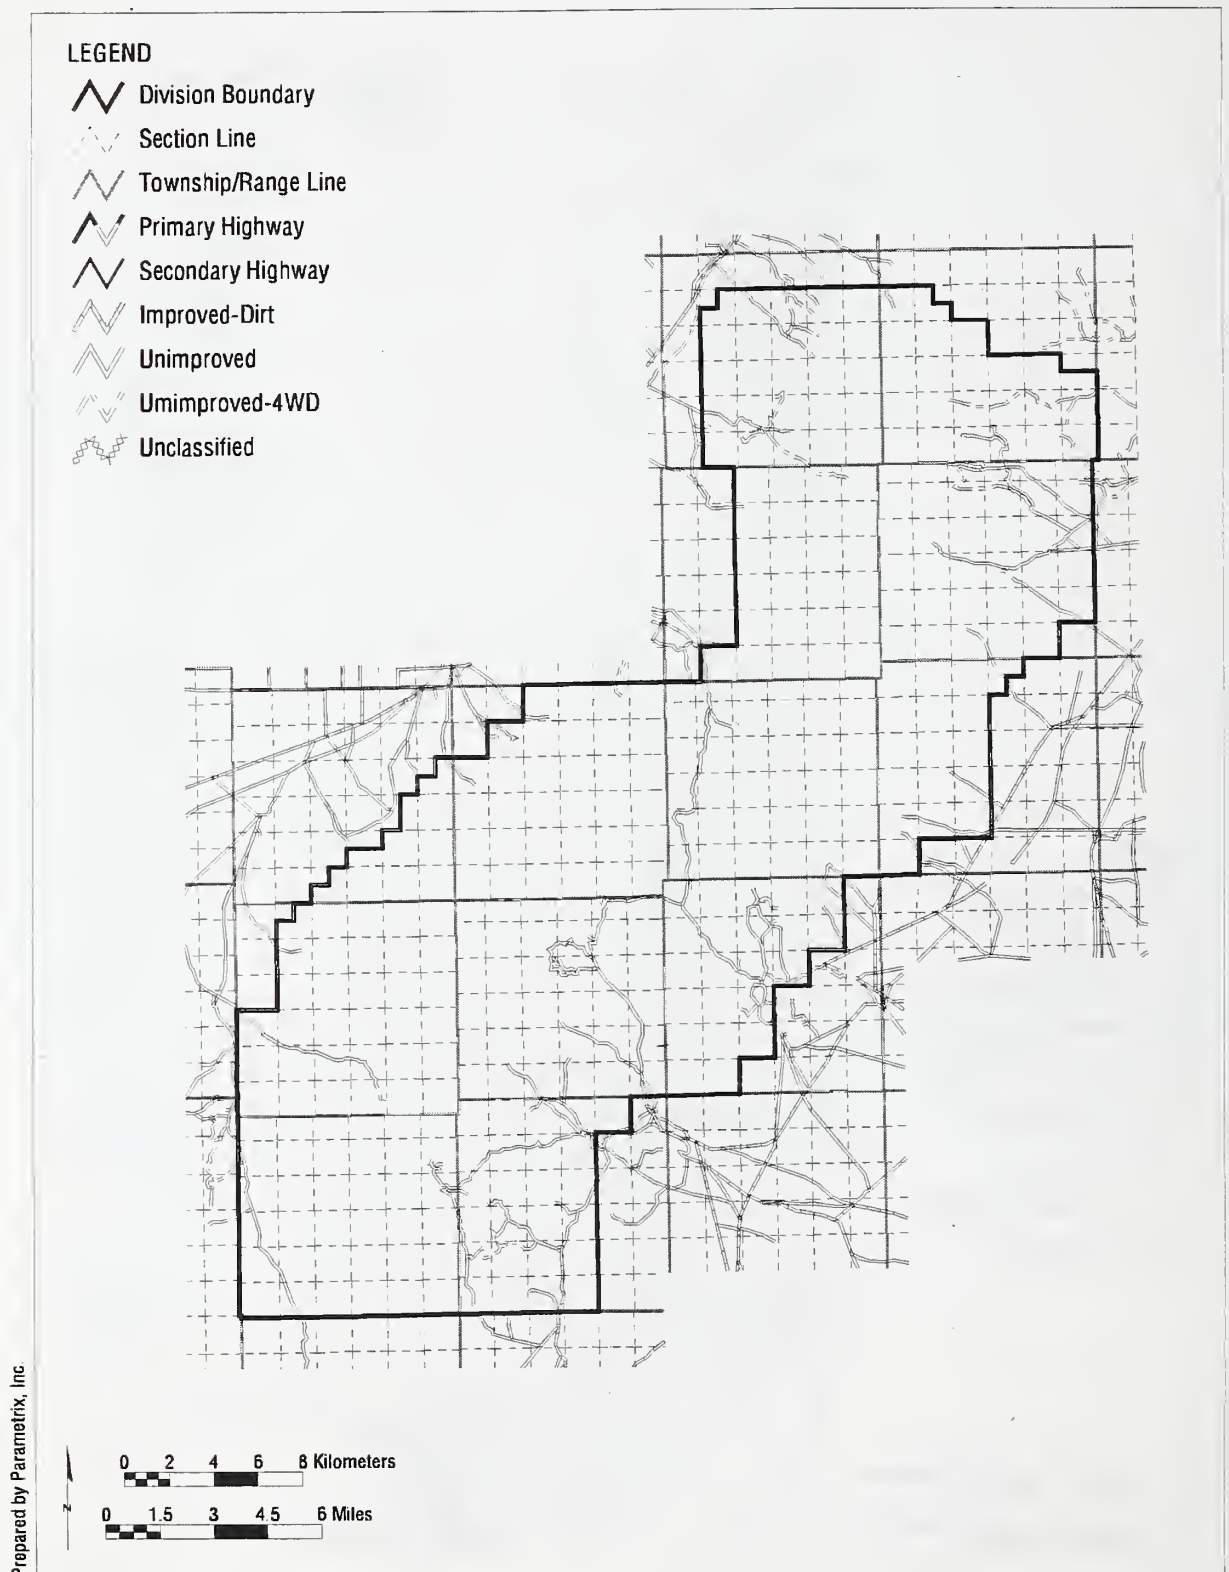 LEGEND
Division Boundary
Section Line
Township/Range Line
Primary Highway
Secondary Highway
Improved-Dirt
Unimproved
Umimproved-4WD
Unclassified
0 2 4 6 8 Kilometers
0 1.5 3 4.5 6 Miles
N
Prepared by Parametrix, Inc.